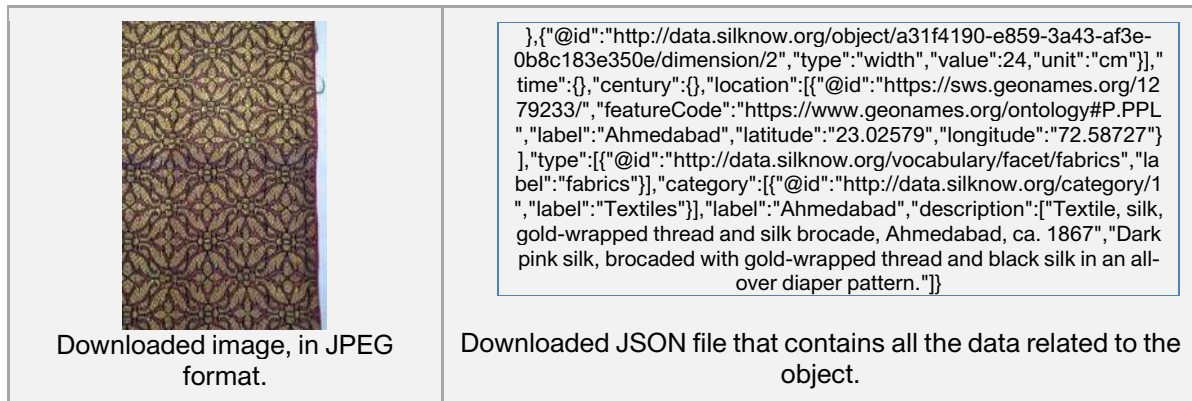 Downloaded image, in JPEG
format.
},{"@id":"http://data.silknow.org/object/a31f4190-e859-3a43-af3e-
0b8c183e350e/dimension/2","type":"width","value":24,"unit":"cm"}],"
time":{},"century":{},"location":[{"@id":"https://sws.geonames.org/12
79233/","featureCode":"https://www.geonames.org/ontology#P.PPL
","label":"Ahmedabad","latitude":"23.02579","longitude":"72.58727"}
],"type":[{"@id":"http://data.silknow.org/vocabulary/facet/fabrics","la
bel":"fabrics"}],"category":[{"@id":"http://data.silknow.org/category/1
","label":"Textiles"}],"label":"Ahmedabad","description":["Textile, silk,
gold-wrapped thread and silk brocade, Ahmedabad, ca. 1867","Dark
pink silk, brocaded with gold-wrapped thread and black silk in an all-
over diaper pattern."]}
Downloaded JSON file that contains all the data related to the
object.